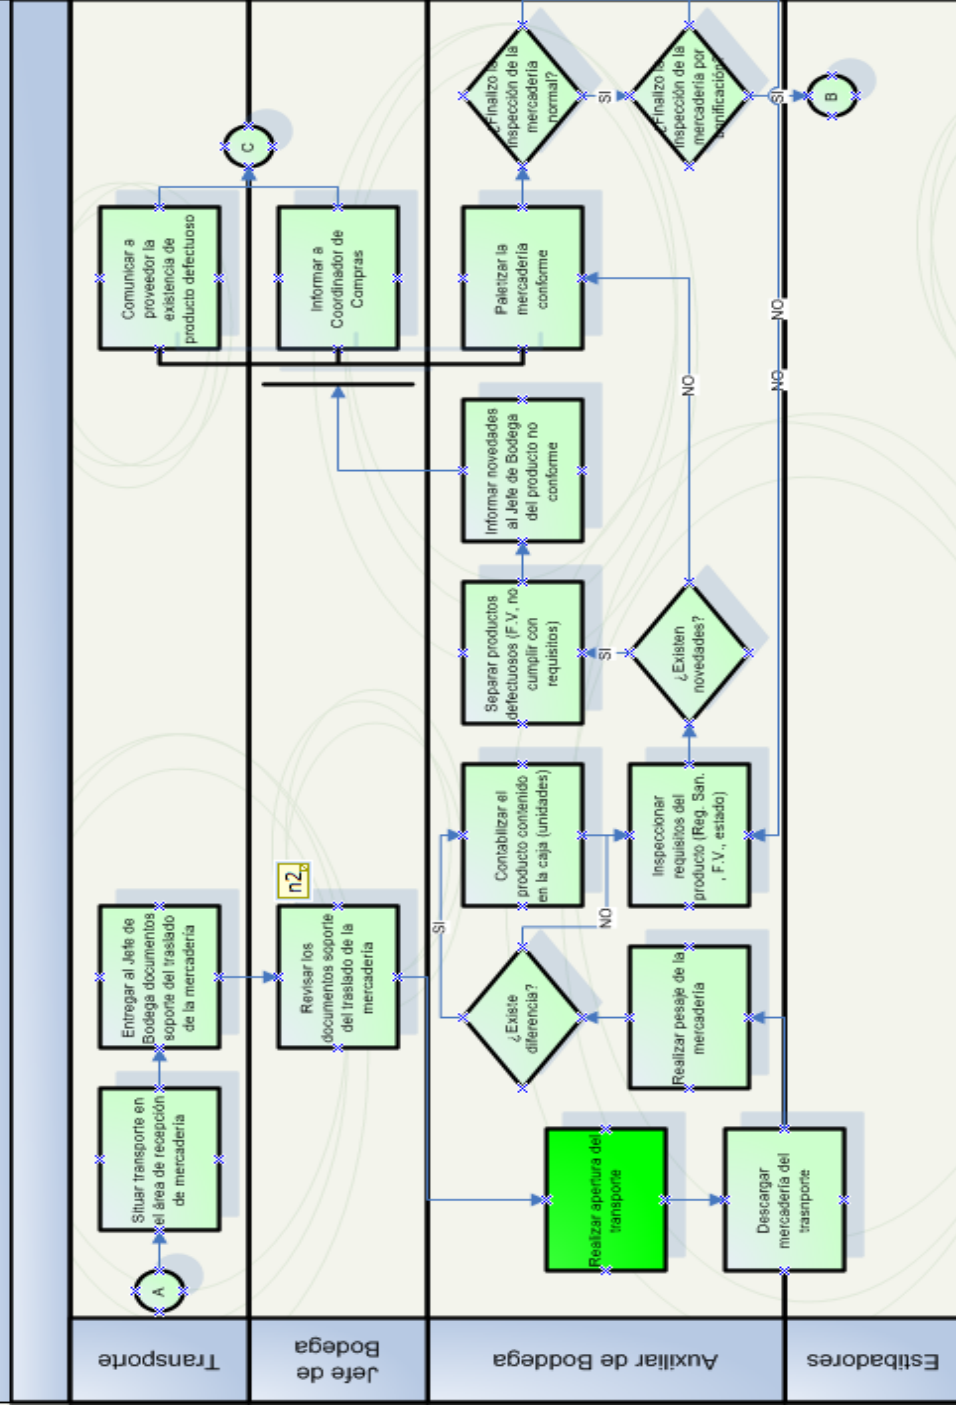 A
Situar transporte en
el área de recepción
de mercadería
Entregar al Jefe de
Bodega documentos
soporte del traslado
de la mercadería
Comunicar a
proveedor la
existencia de
producto defectuoso
C
Transporte
n2
Revisar los
documentos soporte
del traslado de la
mercadería
Informar a
Coordinador de
Compras
Jefe de
Bodega
Realizar apertura del
transporte
¿Existe
diferencia?
SI
NO
Contabilizar el
producto contenido
en la caja (unidades)
Separar productos
defectuosos (F.V, no
cumplir con
requisitos)
Informar novedades
al Jefe de Bodega
del producto no
conforme
Paletizar la
mercadería
conforme
¿Finalizo la
inspección de la
mercadería
normal?
SI
Realizar pesaje de la
mercadería
Inspeccionar
requisitos del
producto (Reg. San.
, F.V., estado)
¿Existen
novedades?
SI
NO
¿Finalizo la
inspección de la
mercadería por
bonificación?
SI
NO
NO
Auxiliar de Boddega
Descargar
mercadería del
trasnporte
B
Estibadores